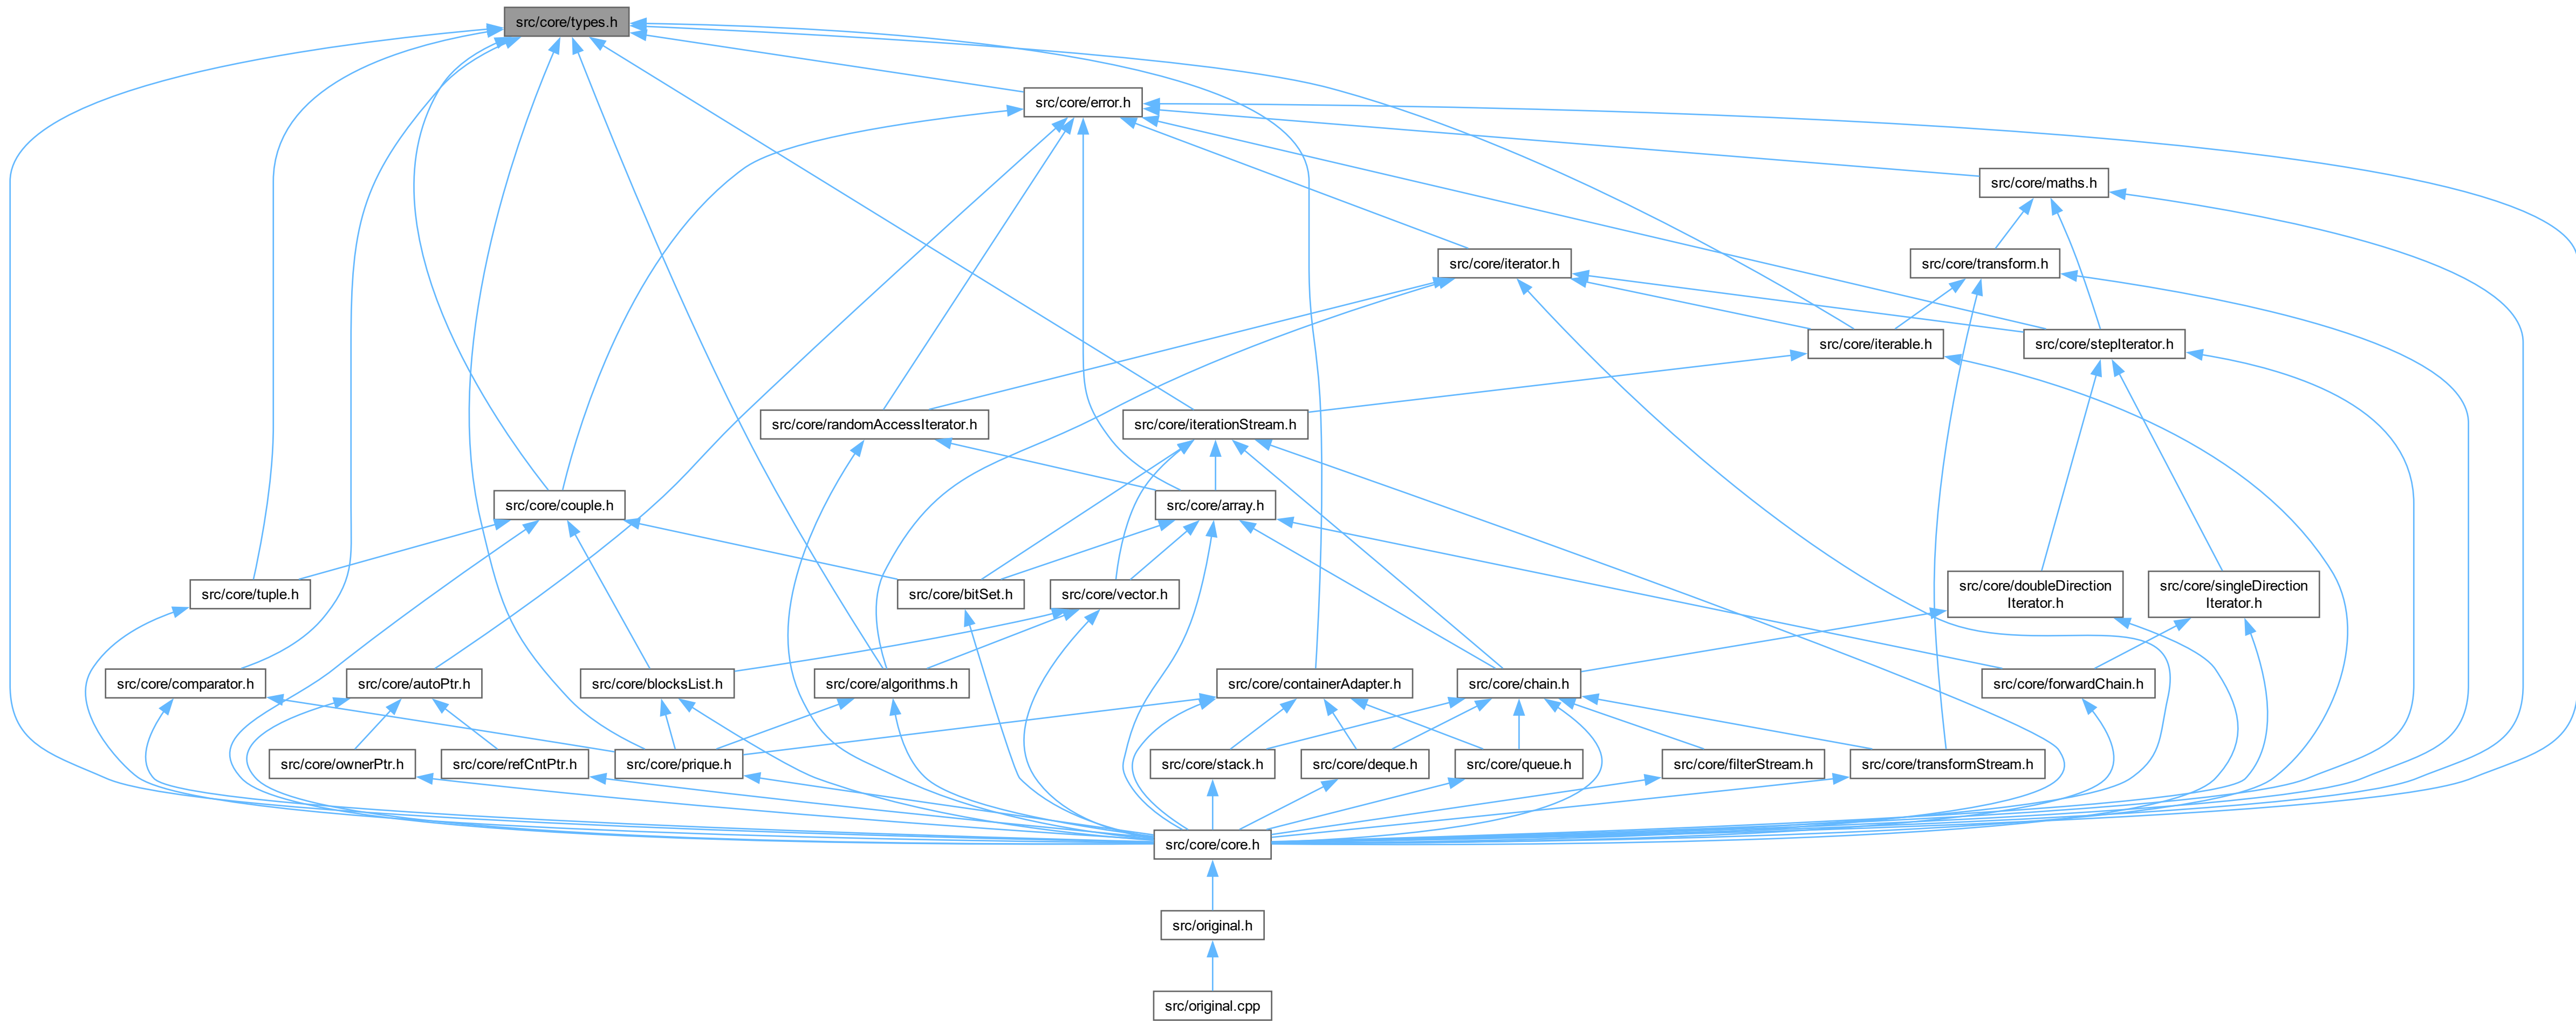 src/core/types.h
src/core/error.h
src/core/maths.h
src/core/iterator.h
src/core/transform.h
src/core/iterable.h
src/core/stepIterator.h
src/core/randomAccessIterator.h
src/core/iterationStream.h
src/core/couple.h
src/core/array.h
src/core/tuple.h
src/core/bitSet.h
src/core/vector.h
src/core/doubleDirection
Iterator.h
src/core/singleDirection
Iterator.h
src/core/comparator.h
src/core/autoPtr.h
src/core/blocksList.h
src/core/algorithms.h
src/core/containerAdapter.h
src/core/chain.h
src/core/forwardChain.h
src/core/ownerPtr.h
src/core/refCntPtr.h
src/core/prique.h
src/core/stack.h
src/core/deque.h
src/core/queue.h
src/core/filterStream.h
src/core/transformStream.h
src/core/core.h
src/original.h
src/original.cpp